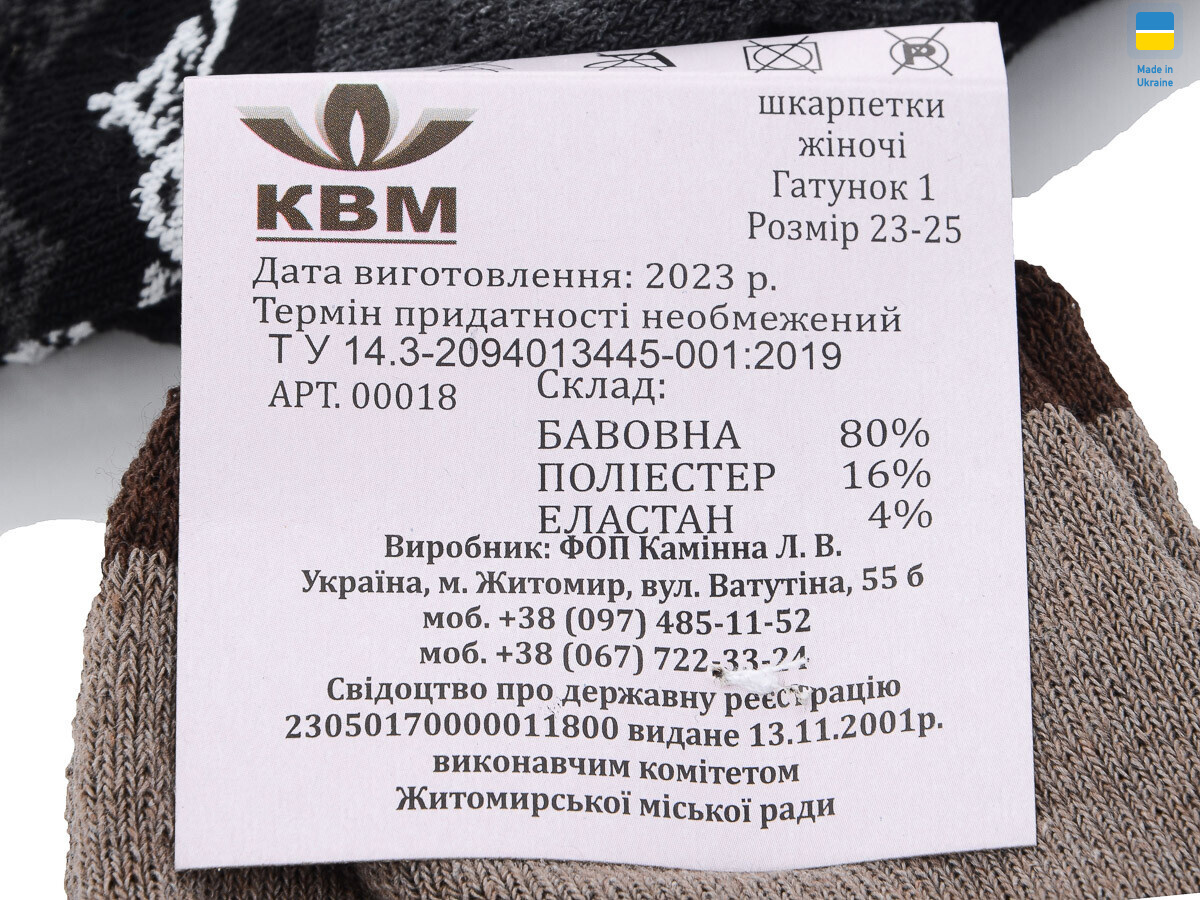 Made in
Ukraine
P
шкарпетки
жіночі
Гатунок 1
Розмір 23-25
КВМ
Дата виготовлення: 2023 р.
Термін придатності необмежений
Т У 14.3-2094013445-001:2019
АРТ. 00018
Склад:
БАВОВНА 80%
ПОЛІЕСТЕР 16%
ЕЛАСТАН 4%
Виробник: ФОП Камінна Л. В.
Україна, м. Житомир, вул. Ватутіна, 55 б
моб. +38 (097) 485-11-52
моб. +38 (067) 722-33-24
Свідоцтво про державну реєстрацію
23050170000011800 видане 13.11.2001р.
виконавчим комітетом
Житомирської міської ради